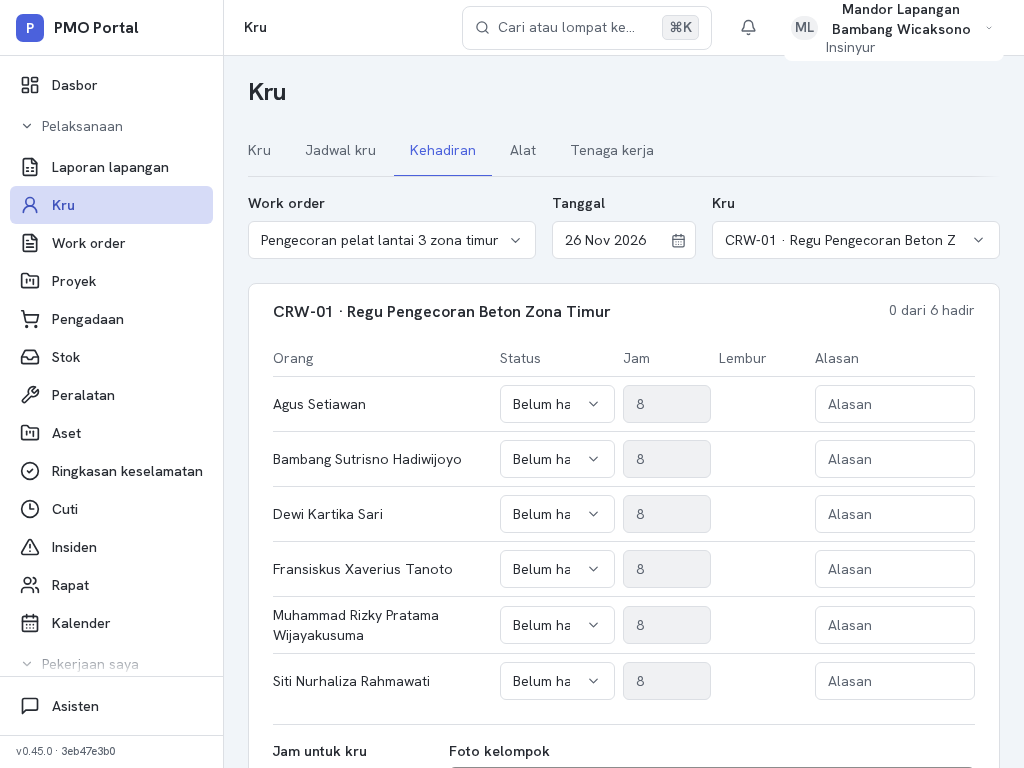 P PMO Portal
Kru
Cari atau lompat ke...
⌘K
ML
Mandor Lapangan
Bambang Wicaksono
Insinyur
Dasbor
Pelaksanaan
Laporan lapangan
Kru
Work order
Proyek
Pengadaan
Stok
Peralatan
Aset
Ringkasan keselamatan
Cuti
Insiden
Rapat
Kalender
Pekerjaan saya
Asisten
v0.45.0 · 3eb47e3b0
Kru
Kru Jadwal kru Kehadiran Alat Tenaga kerja
Work order Tanggal Kru
Pengecoran pelat lantai 3 zona timur 26 Nov 2026 CRW-01 · Regu Pengecoran Beton Z
CRW-01 · Regu Pengecoran Beton Zona Timur 0 dari 6 hadir
Orang Status Jam Lembur Alasan
Agus Setiawan Belum ha 8 Alasan
Bambang Sutrisno Hadiwijoyo Belum ha 8 Alasan
Dewi Kartika Sari Belum ha 8 Alasan
Fransiskus Xaverius Tanoto Belum ha 8 Alasan
Muhammad Rizky Pratama
Wijayakusuma Belum ha 8 Alasan
Siti Nurhaliza Rahmawati Belum ha 8 Alasan
Jam untuk kru Foto kelompok